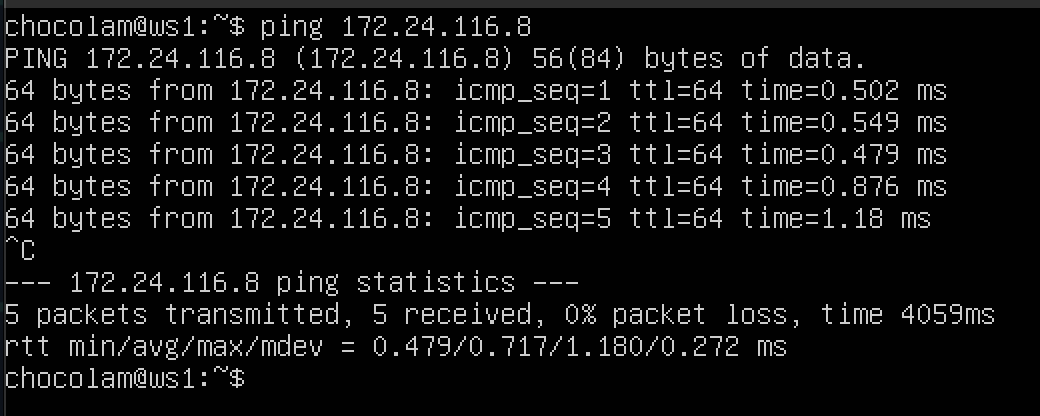 chocolam@ws1:~$ ping 172.24.116.8
PING 172.24.116.8 (172.24.116.8) 56(84) bytes of data.
64 bytes from 172.24.116.8: icmp_seq=1 ttl=64 time=0.502 ms
64 bytes from 172.24.116.8: icmp_seq=2 ttl=64 time=0.549 ms
64 bytes from 172.24.116.8: icmp_seq=3 ttl=64 time=0.479 ms
64 bytes from 172.24.116.8: icmp_seq=4 ttl=64 time=0.876 ms
64 bytes from 172.24.116.8: icmp_seq=5 ttl=64 time=1.18 ms
^C
--- 172.24.116.8 ping statistics ---
5 packets transmitted, 5 received, 0% packet loss, time 4059ms
rtt min/avg/max/mdev = 0.479/0.717/1.180/0.272 ms
chocolam@ws1:~$